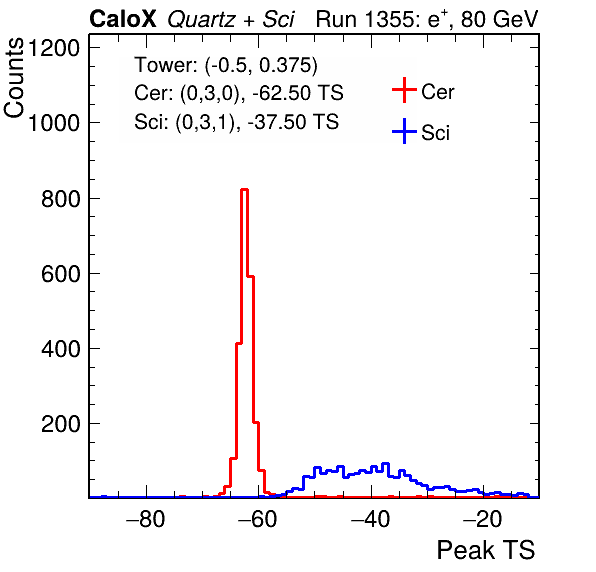 CaloX Quartz + Sci Run 1355: e⁺, 80 GeV
Counts
Tower: (-0.5, 0.375)
Cer: (0,3,0), -62.50 TS
Sci: (0,3,1), -37.50 TS
Cer
Sci
1200
1000
800
600
400
200
−80 −60 −40 −20
Peak TS